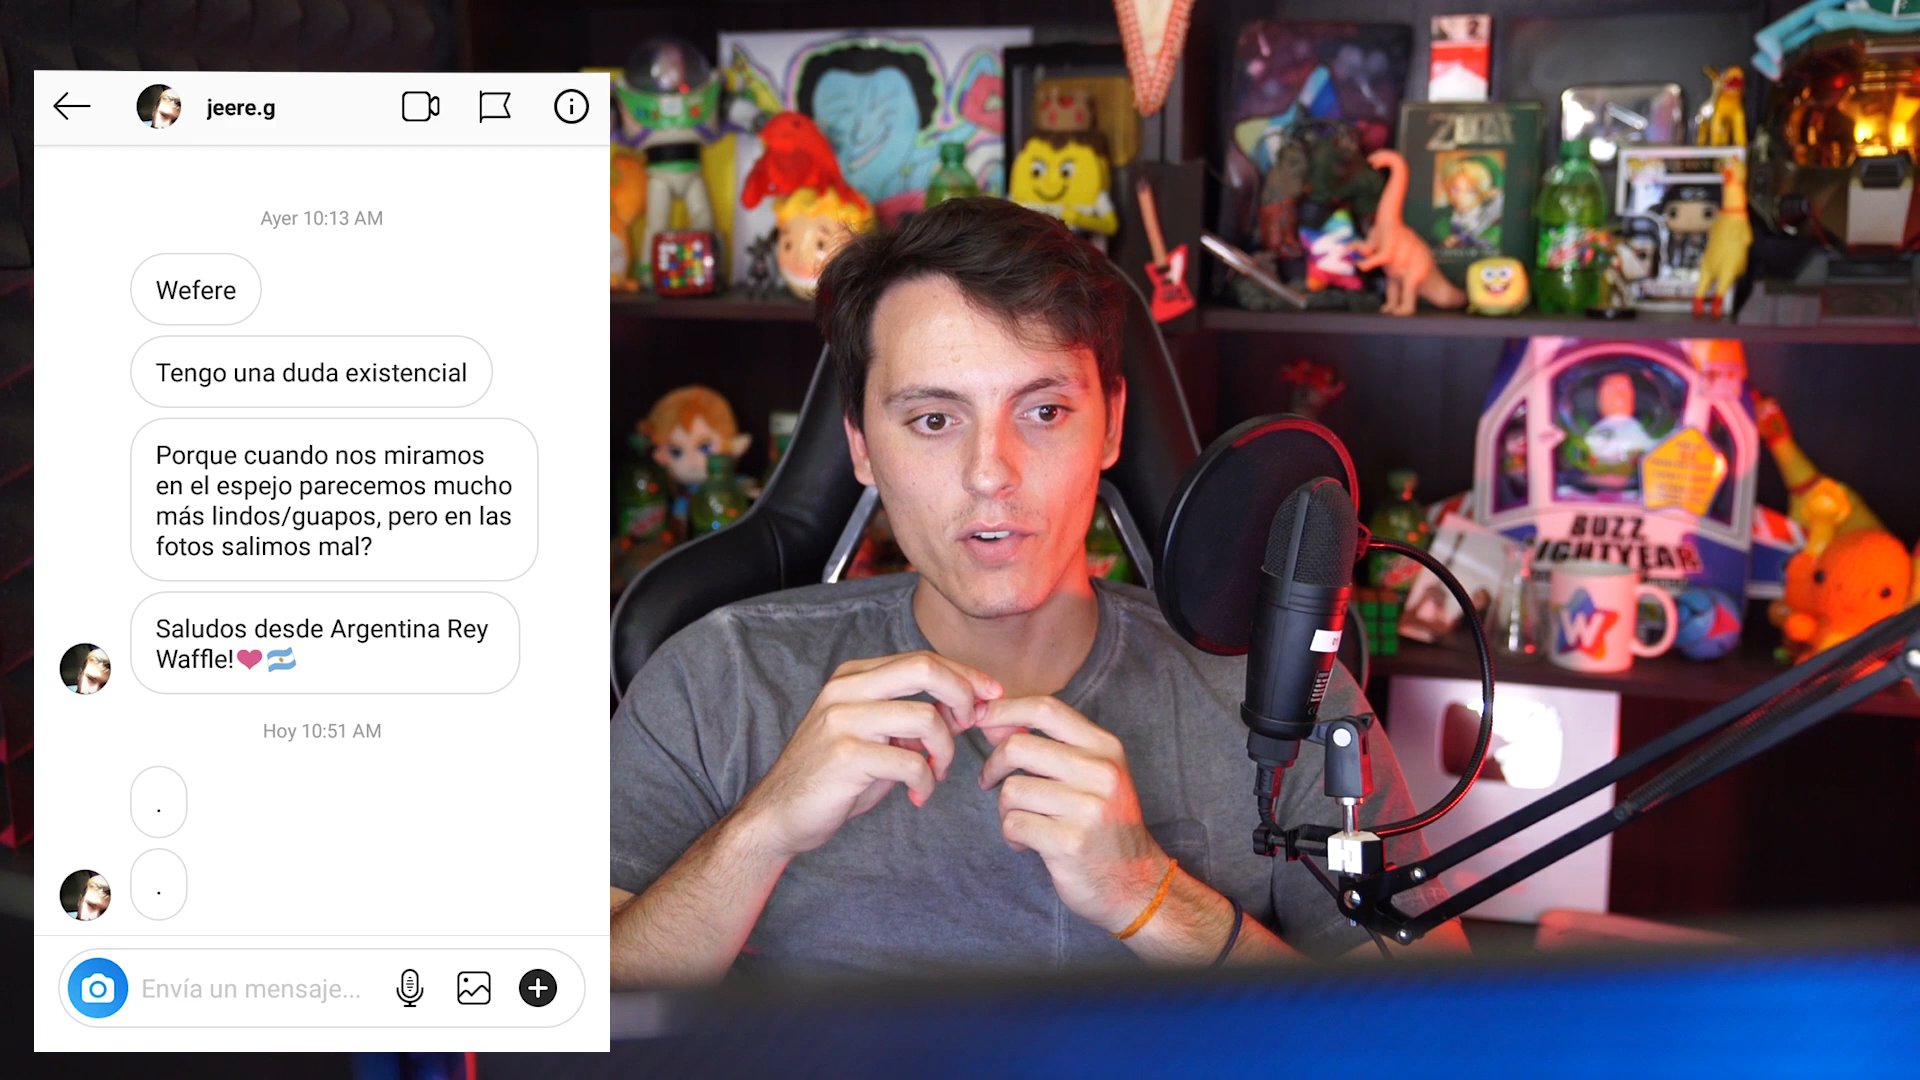 jeere.g
Ayer 10:13 AM
Wefere
Tengo una duda existencial
Porque cuando nos miramos
en el espejo parecemos mucho
más lindos/guapos, pero en las
fotos salimos mal?
Saludos desde Argentina Rey
Waffle!❤🇦🇷
Hoy 10:51 AM
.
.
Envía un mensaje...
ZELDA
BUZZ
LIGHTYEAR
W